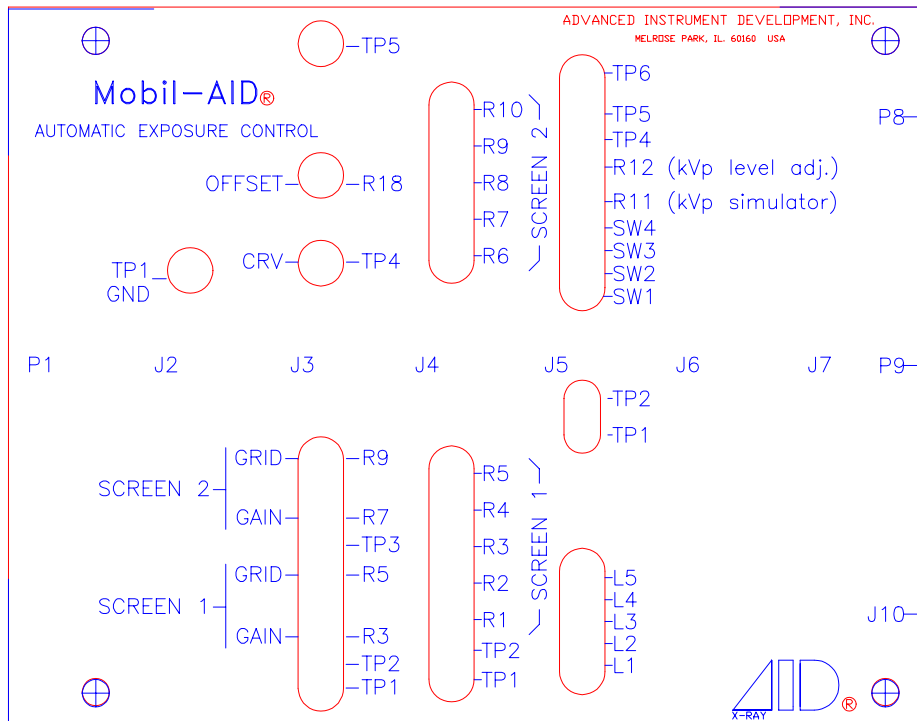 ADVANCED INSTRUMENT DEVELOPMENT, INC.
MELROSE PARK, IL. 60160 USA
Mobil-AID®
AUTOMATIC EXPOSURE CONTROL
TP5
OFFSET R18
CRV TP4
TP1
GND
R10
R9
R8
R7
R6
SCREEN 2
TP6
TP5
TP4
R12 (kVp level adj.)
R11 (kVp simulator)
SW4
SW3
SW2
SW1
P8
P1 J2 J3 J4 J5 J6 J7 P9
TP2
TP1
SCREEN 2
GRID R9
GAIN R7
TP3
SCREEN 1
GRID R5
GAIN R3
TP2
TP1
R5
R4
R3
R2
R1
TP2
TP1
SCREEN 1
L5
L4
L3
L2
L1
J10
AID®
X-RAY